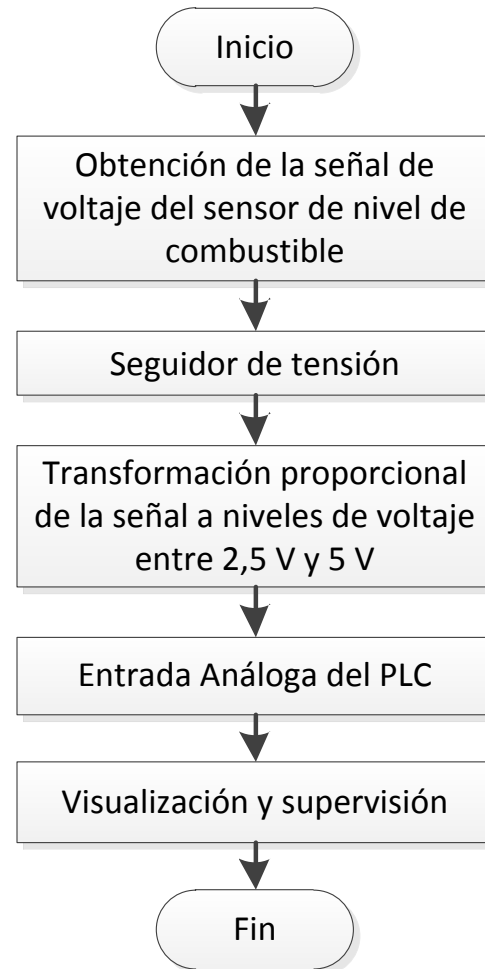 Inicio
Obtención de la señal de
voltaje del sensor de nivel de
combustible
Seguidor de tensión
Transformación proporcional
de la señal a niveles de voltaje
entre 2,5 V y 5 V
Entrada Análoga del PLC
Visualización y supervisión
Fin